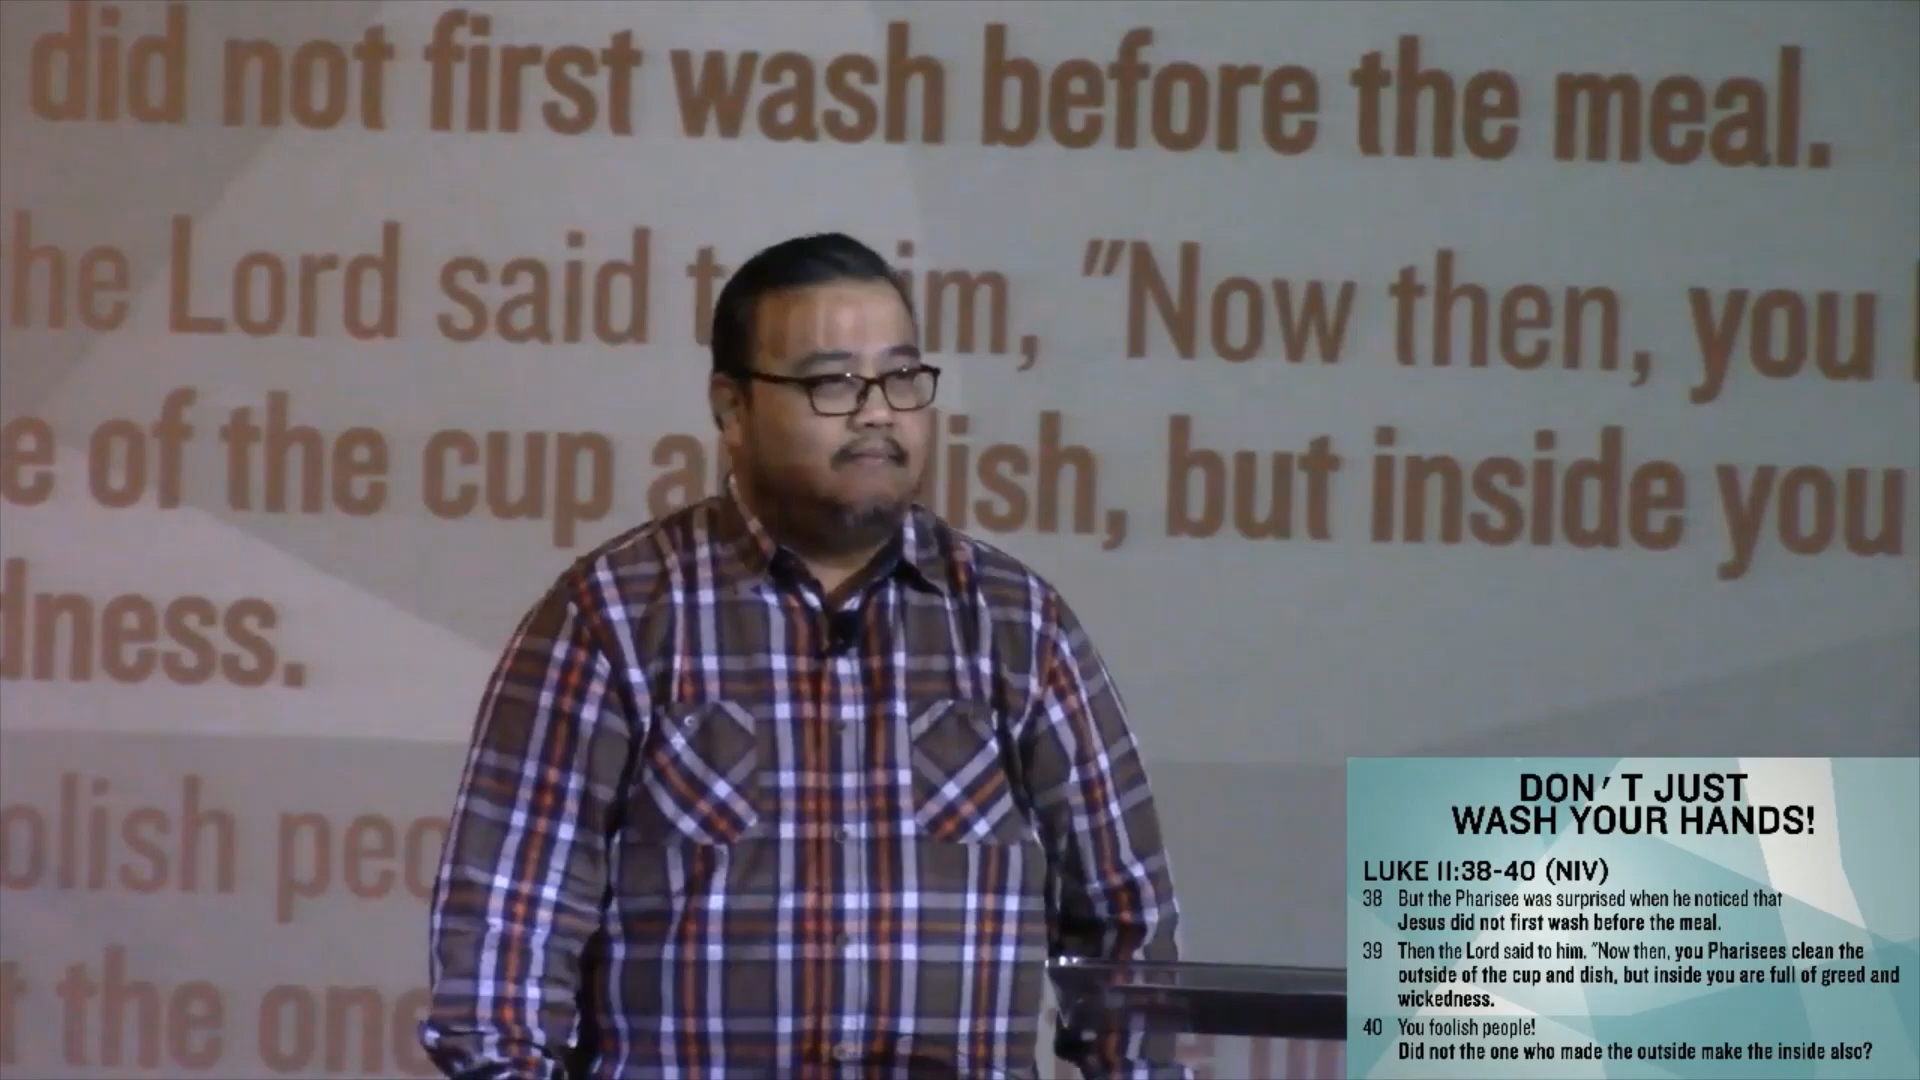 did not first wash before the meal.
he Lord said t im, "Now then, you
e of the cup a ish, but inside you
dness.
olish peo
t the one
DON'T JUST
WASH YOUR HANDS!
LUKE 11:38-40 (NIV)
38 But the Pharisee was surprised when he noticed that
Jesus did not first wash before the meal.
39 Then the Lord said to him, "Now then, you Pharisees clean the
outside of the cup and dish, but inside you are full of greed and
wickedness.
40 You foolish people!
Did not the one who made the outside make the inside also?